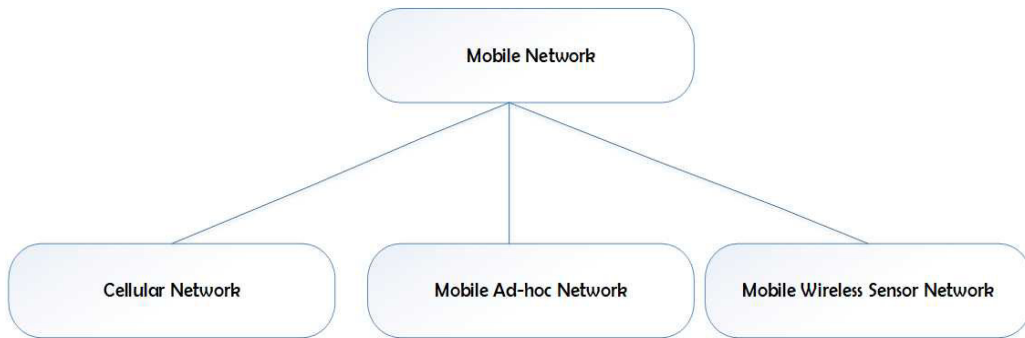 Mobile Network
Cellular Network
Mobile Ad-hoc Network
Mobile Wireless Sensor Network